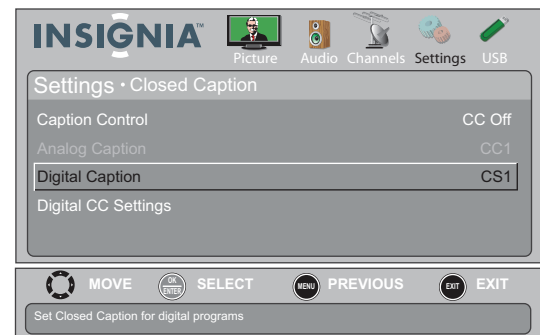 INSIGNIA™
Picture Audio Channels Settings USB
Settings • Closed Caption
Caption Control CC Off
Analog Caption CC1
Digital Caption CS1
Digital CC Settings
MOVE OK ENTER SELECT MENU PREVIOUS EXIT EXIT
Set Closed Caption for digital programs